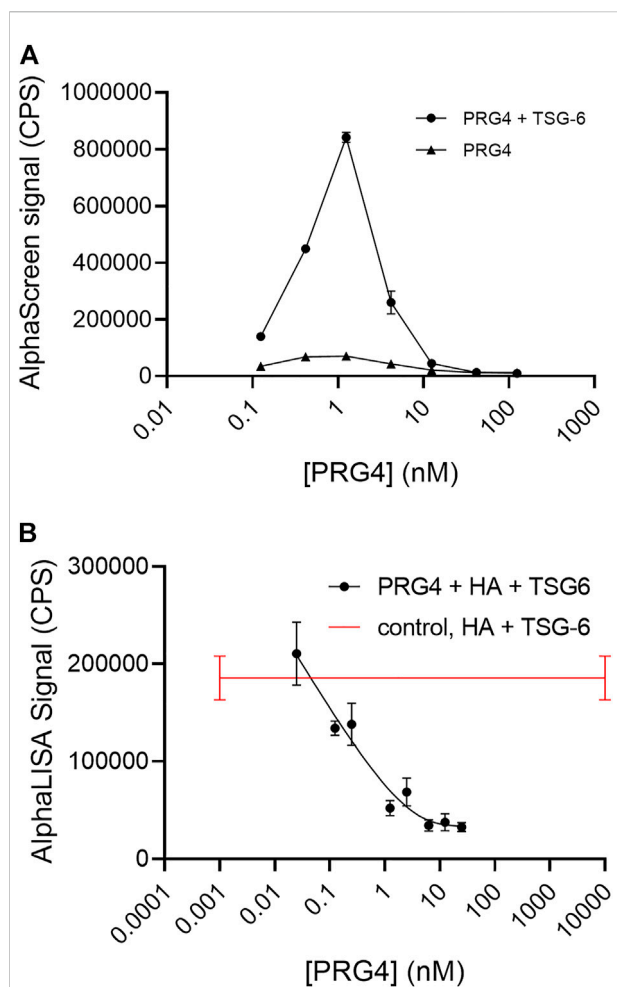 A
AlphaScreen signal (CPS)
1000000
800000
600000
400000
200000
0
PRG4 + TSG-6
PRG4
0.01
0.1
1
10
100
1000
[PRG4] (nM)
B
AlphaLISA Signal (CPS)
300000
200000
100000
0
PRG4 + HA + TSG6
control, HA + TSG-6
0.0001
0.001
0.01
0.1
1
10
100
1000
10000
[PRG4] (nM)